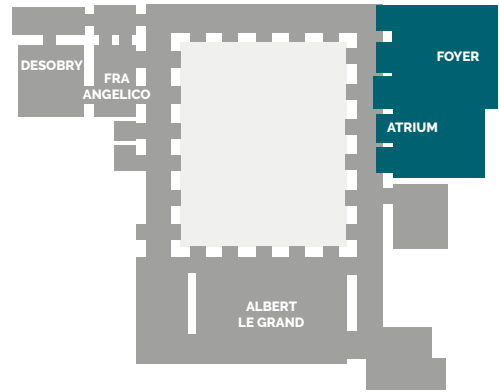 FOYER
DESOBRY
FRA
ANGELICO
ATRIUM
ALBERT
LE GRAND